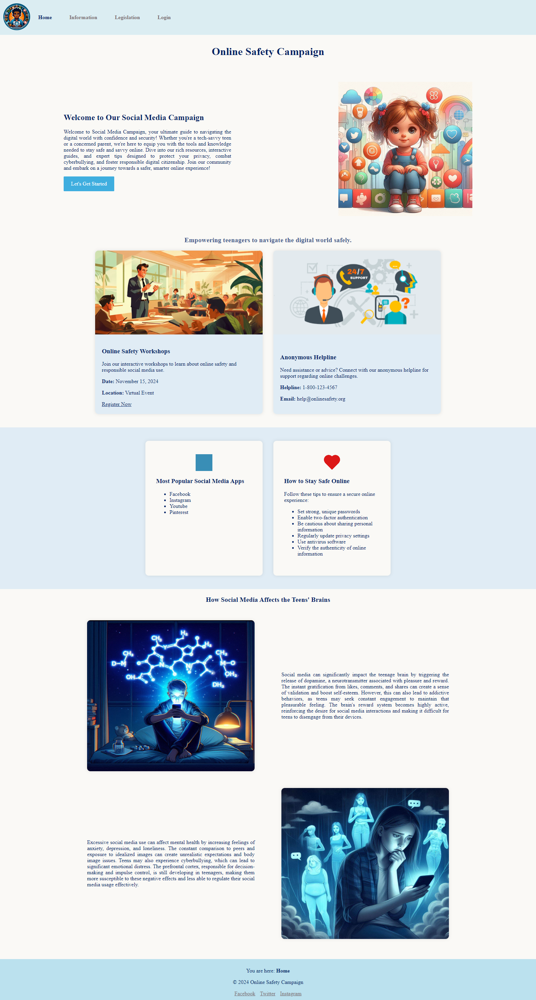 Home Information Legislation Login
Online Safety Campaign
Welcome to Our Social Media Campaign
Welcome to Social Media Campaign, your ultimate guide to navigating the
digital world with confidence and security! Whether you're a tech-savvy teen
or a concerned parent, we're here to equip you with the tools and knowledge
needed to stay safe and savvy online. Dive into our rich resources, interactive
guides, and expert tips designed to protect your privacy, combat
cyberbullying, and foster responsible digital citizenship. Join our community
and embark on a journey towards a safer, smarter online experience!
Let's Get Started
Empowering teenagers to navigate the digital world safely.
Online Safety Workshops
Join our interactive workshops to learn about online safety and
responsible social media use.
Date: November 15, 2024
Location: Virtual Event
Register Now
24/7
SUPPORT
Anonymous Helpline
Need assistance or advice? Connect with our anonymous helpline for
support regarding online challenges.
Helpline: 1-800-123-4567
Email: help@onlinesafety.org
Most Popular Social Media Apps
Facebook
Instagram
Youtube
Pinterest
How to Stay Safe Online
Follow these tips to ensure a secure online
experience:
Set strong, unique passwords
Enable two-factor authentication
Be cautious about sharing personal
information
Regularly update privacy settings
Use antivirus software
Verify the authenticity of online
information
How Social Media Affects the Teens' Brains
CH₃ H₂
Y H₂
CH₃ CH₂
D-M N N M-O
OH OH₂
DH₂
Social media can significantly impact the teenage brain by triggering the
release of dopamine, a neurotransmitter associated with pleasure and reward.
The instant gratification from likes, comments, and shares can create a sense
of validation and boost self-esteem. However, this can also lead to addictive
behaviors, as teens may seek constant engagement to maintain that
pleasurable feeling. The brain's reward system becomes highly active,
reinforcing the desire for social media interactions and making it difficult for
teens to disengage from their devices.
Excessive social media use can affect mental health by increasing feelings of
anxiety, depression, and loneliness. The constant comparison to peers and
exposure to idealized images can create unrealistic expectations and body
image issues. Teens may also experience cyberbullying, which can lead to
significant emotional distress. The prefrontal cortex, responsible for decision-
making and impulse control, is still developing in teenagers, making them
more susceptible to these negative effects and less able to regulate their social
media usage effectively.
You are here: Home
© 2024 Online Safety Campaign
Facebook Twitter Instagram